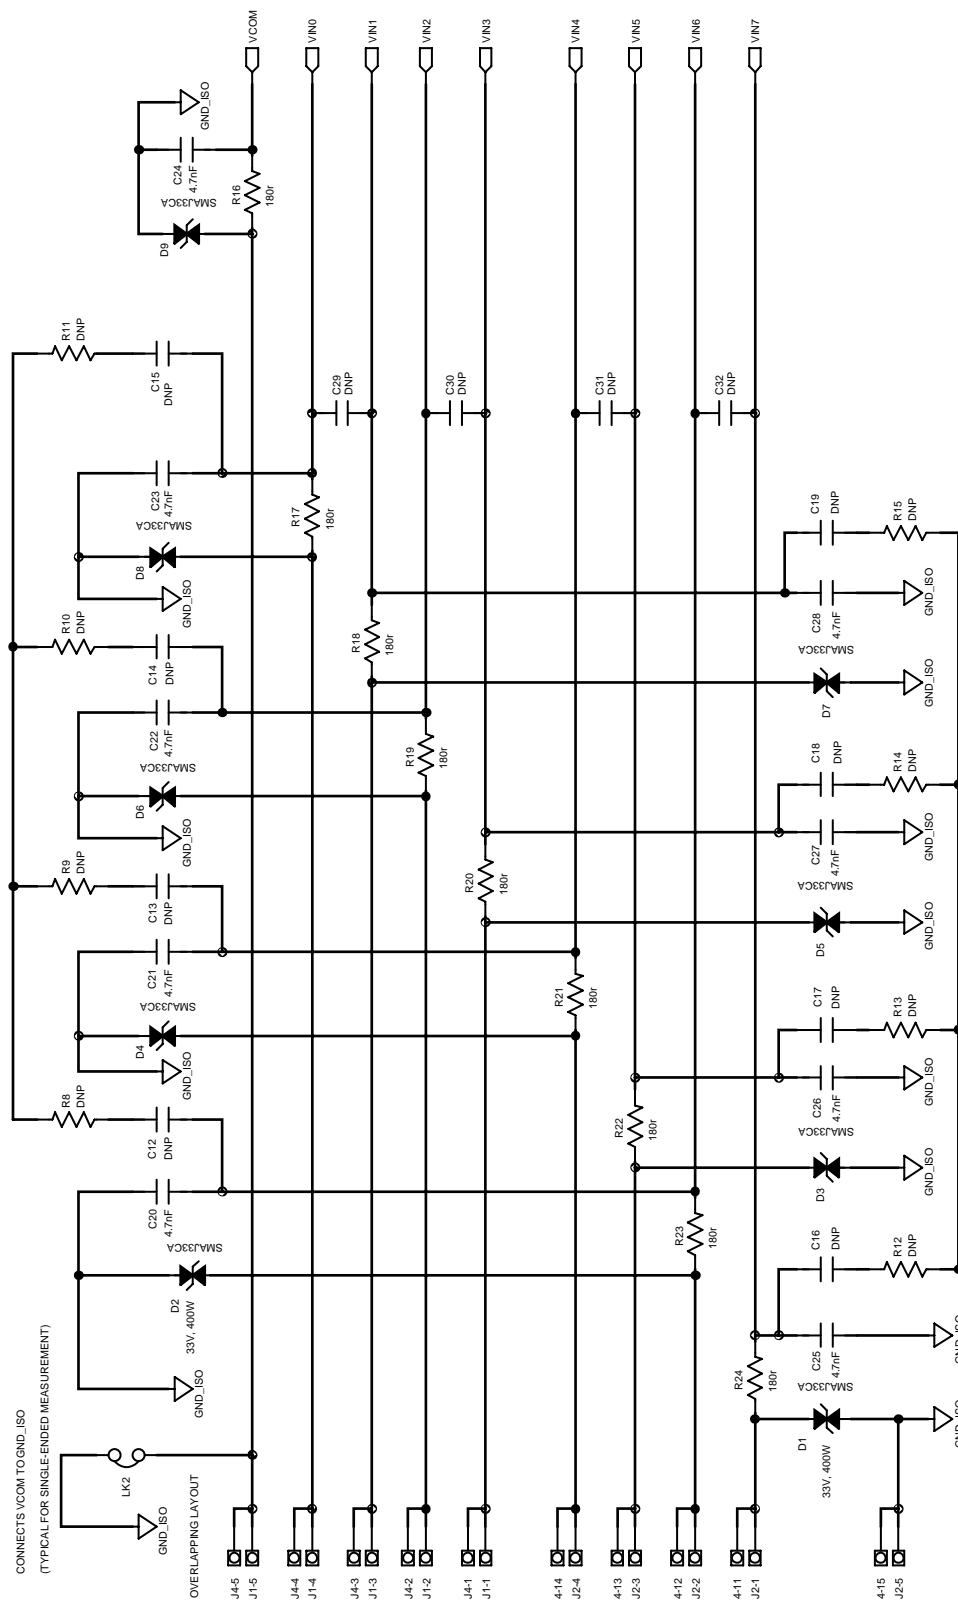 CONNECTS VCOM TO GND_ISO
(TYPICAL FOR SINGLE-ENDED MEASUREMENT)
LK2
GND_ISO
OVERLAPPING LAYOUT
J4-5
J1-5
J4-4
J1-4
J4-3
J1-3
J4-2
J1-2
J4-1
J1-1
4-14
J2-4
4-13
J2-3
4-12
J2-2
4-11
J2-1
4-15
J2-5
VCOM
VIN0
VIN1
VIN2
VIN3
VIN4
VIN5
VIN6
VIN7
GND_ISO
D2
33V, 400W
SMAJ33CA
C20
4.7nF
C12
DNP
R8
DNP
R23
180r
GND_ISO
D4
SMAJ33CA
C21
4.7nF
C13
DNP
R9
DNP
R21
180r
GND_ISO
D6
SMAJ33CA
C22
4.7nF
C14
DNP
R10
DNP
R19
180r
GND_ISO
D8
SMAJ33CA
C23
4.7nF
C15
DNP
R11
DNP
R17
180r
D9
SMAJ33CA
C24
4.7nF
GND_ISO
R16
180r
C29
DNP
C30
DNP
C31
DNP
C32
DNP
R24
180r
D1
33V, 400W
SMAJ33CA
GND_ISO
C25
4.7nF
GND_ISO
C16
DNP
R12
DNP
R22
180r
D3
SMAJ33CA
GND_ISO
C26
4.7nF
GND_ISO
C17
DNP
R13
DNP
R20
180r
D5
SMAJ33CA
GND_ISO
C27
4.7nF
GND_ISO
C18
DNP
R14
DNP
R18
180r
D7
SMAJ33CA
GND_ISO
C28
4.7nF
GND_ISO
C19
DNP
R15
DNP